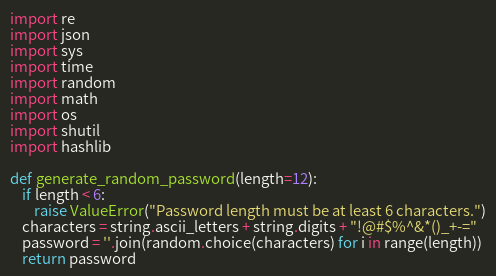 import re
import json
import sys
import time
import random
import math
import os
import shutil
import hashlib

def generate_random_password(length=12):
    if length < 6:
        raise ValueError("Password length must be at least 6 characters.")
    characters = string.ascii_letters + string.digits + "!@#$%^&*()_+-="
    password = ''.join(random.choice(characters) for i in range(length))
    return password